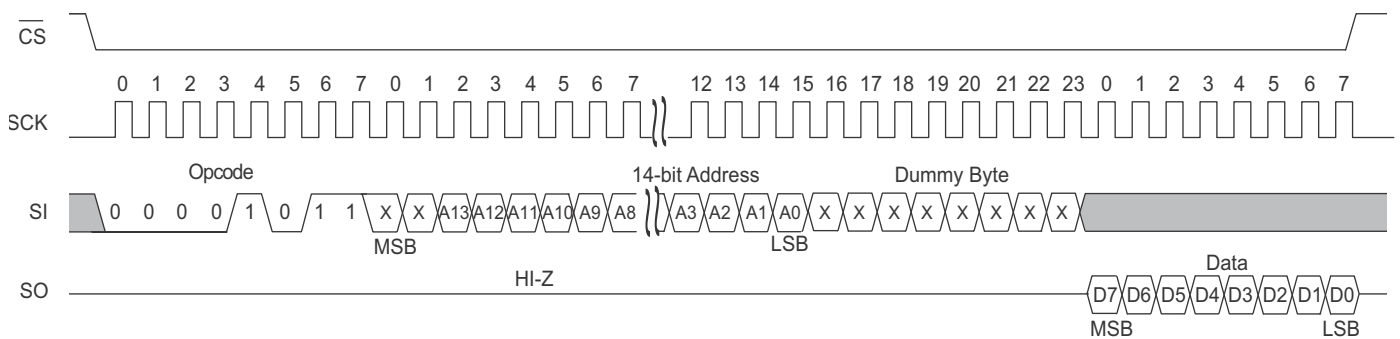 CS
0 1 2 3 4 5 6 7 0 1 2 3 4 5 6 7 12 13 14 15 16 17 18 19 20 21 22 23 0 1 2 3 4 5 6 7
SCK
Opcode 14-bit Address Dummy Byte
SI 0 0 0 0 1 0 1 1 X X A13 A12 A11 A10 A9 A8 A3 A2 A1 A0 X X X X X X X X
MSB LSB
HI-Z Data
SO D7 D6 D5 D4 D3 D2 D1 D0
MSB LSB